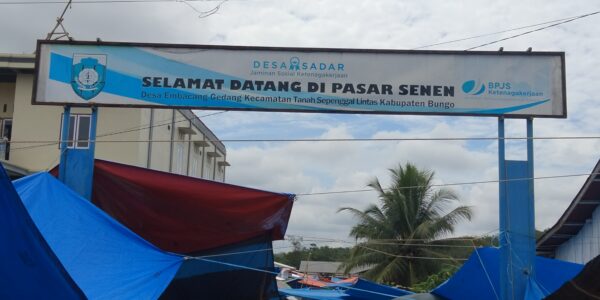 DESA SADAR
Jaminan Sosial Ketenagakerjaan
SELAMAT DATANG DI PASAR SENEN
Desa Embacang Gedang Kecamatan Tanah Sepenggal Lintas Kabupaten Bungo
BPJS
Ketenagakerjaan